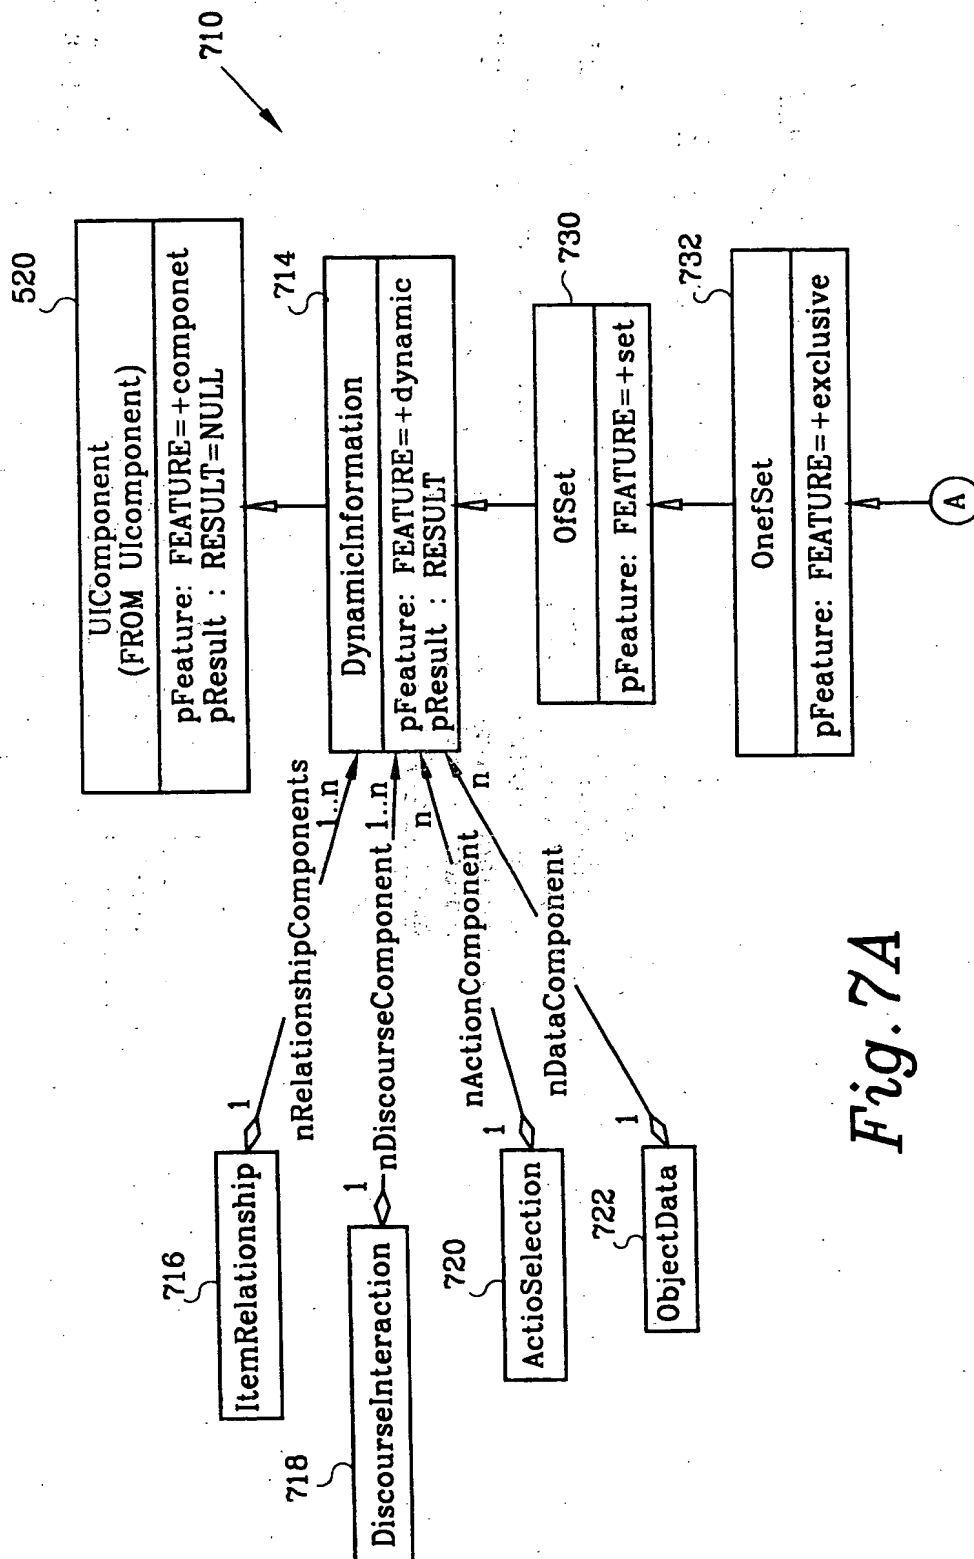 710
520
UIComponent
(FROM UIcomponent)
pFeature: FEATURE=+componet
pResult : RESULT=NULL
714
DynamicInformation
pFeature: FEATURE=+dynamic
pResult : RESULT
730
OfSet
pFeature: FEATURE=+set
732
OnefSet
pFeature: FEATURE=+exclusive
A
716
ItemRelationship
1
nRelationshipComponents
1..n
718
DiscourseInteraction
1
nDiscourseComponent
1..n
720
ActioSelection
1
nActionComponent
n
722
ObjectData
1
nDataComponent
n
Fig. 7A